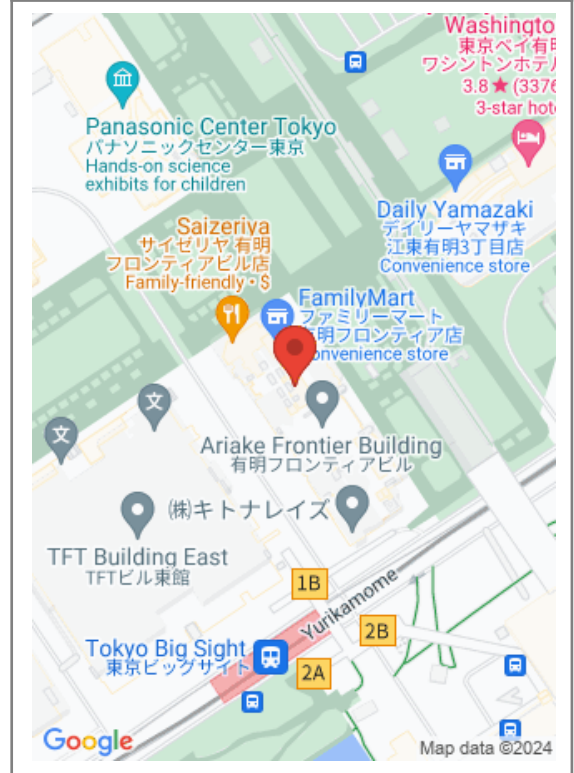 Washingto
東京ベイ有明
ワシントンホテル
3.8★ (3376
3-star hot
Panasonic Center Tokyo
パナソニックセンター東京
Hands-on science
exhibits for children
Daily Yamazaki
デイリーヤマザキ
江東有明3丁目店
Convenience store
Saizeriya
サイゼリヤ 有明
フロンティアビル店
Family-friendly • $
FamilyMart
ファミリーマート
有明フロンティア店
Convenience store
Ariake Frontier Building
有明フロンティアビル
文
文
(株)キトナレイズ
TFT Building East
TFTビル東館
1B
Yurikamome
2B
Tokyo Big Sight
東京ビッグサイト
2A
Google
Map data ©2024